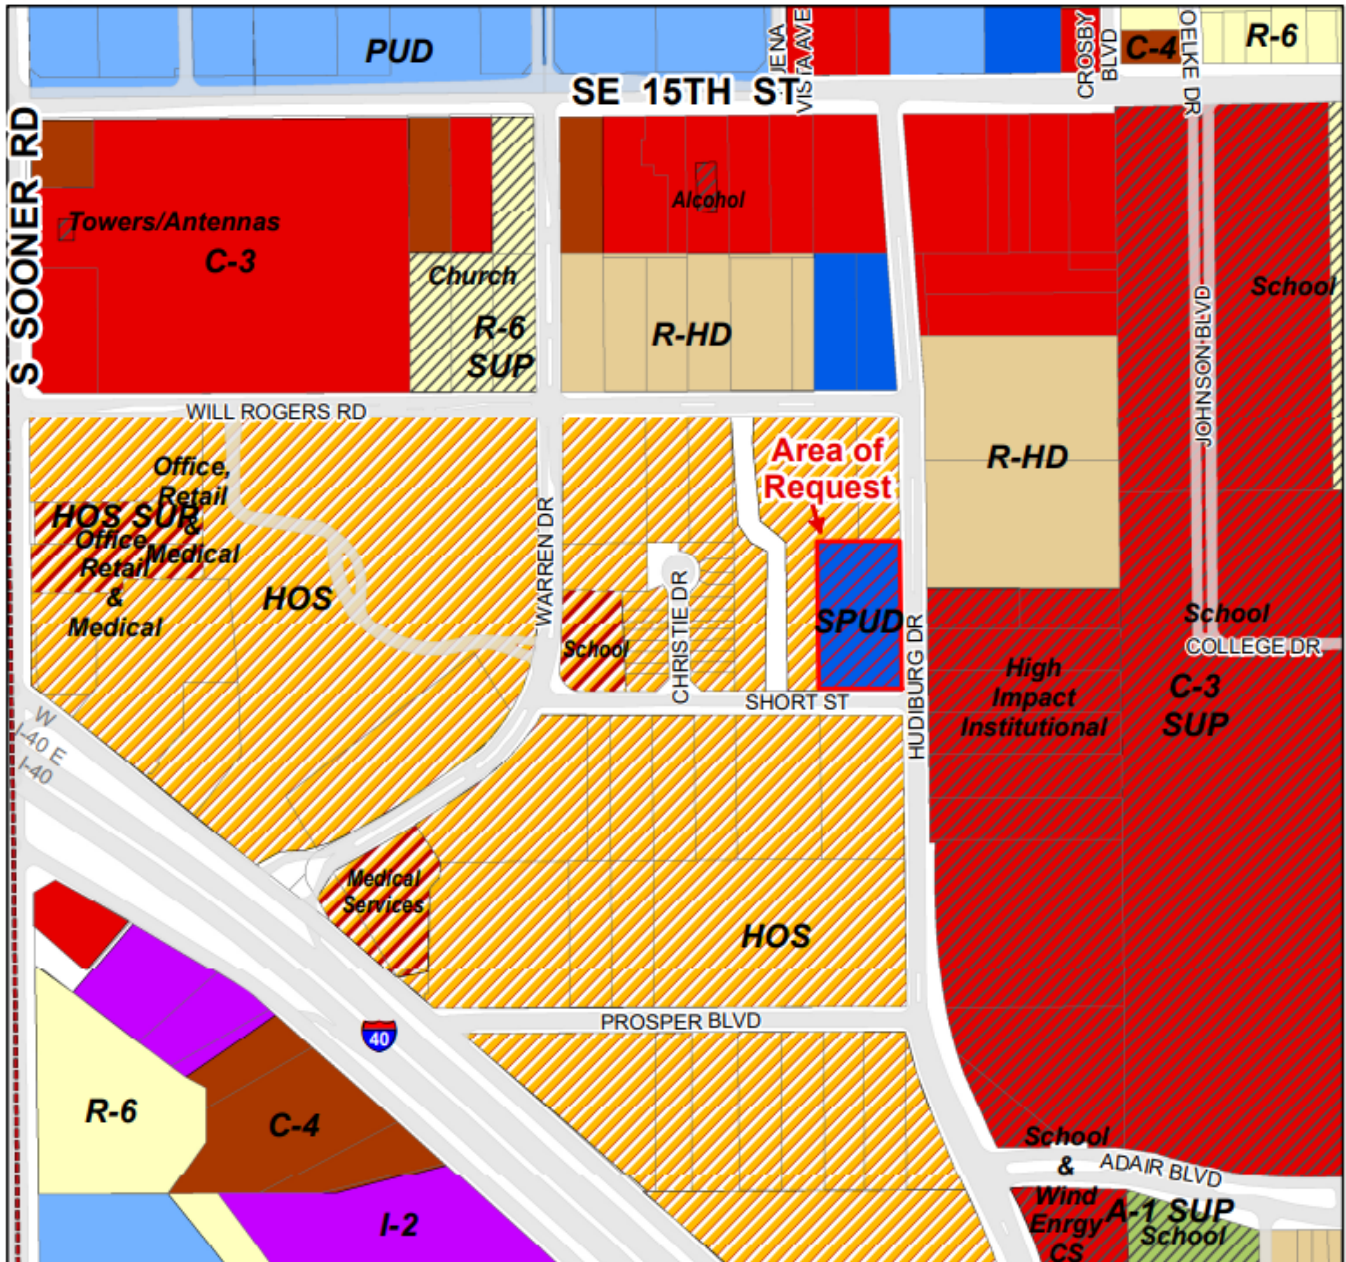 PUD
SE 15TH ST
VISTA AVE
CROSBY
BLVD
C-4
OELKE DR
R-6
S SOONER RD
Towers/Antennas
C-3
Church
R-6
SUP
Alcohol
R-HD
School
JOHNSON BLVD
WILL ROGERS RD
Area of
Request
R-HD
Office,
Retail
&
Medical
HOS SUP
Office,
Retail
&
Medical
HOS
WARREN DR
School
CHRISTIE DR
SPUD
HUDIBURG DR
SHORT ST
School
COLLEGE DR
High
Impact
Institutional
C-3
SUP
W
I-40 E
I-40
Medical
Services
HOS
PROSPER BLVD
40
R-6
C-4
I-2
School
&
Wind
Enrgy
CS
ADAIR BLVD
A-1 SUP
School